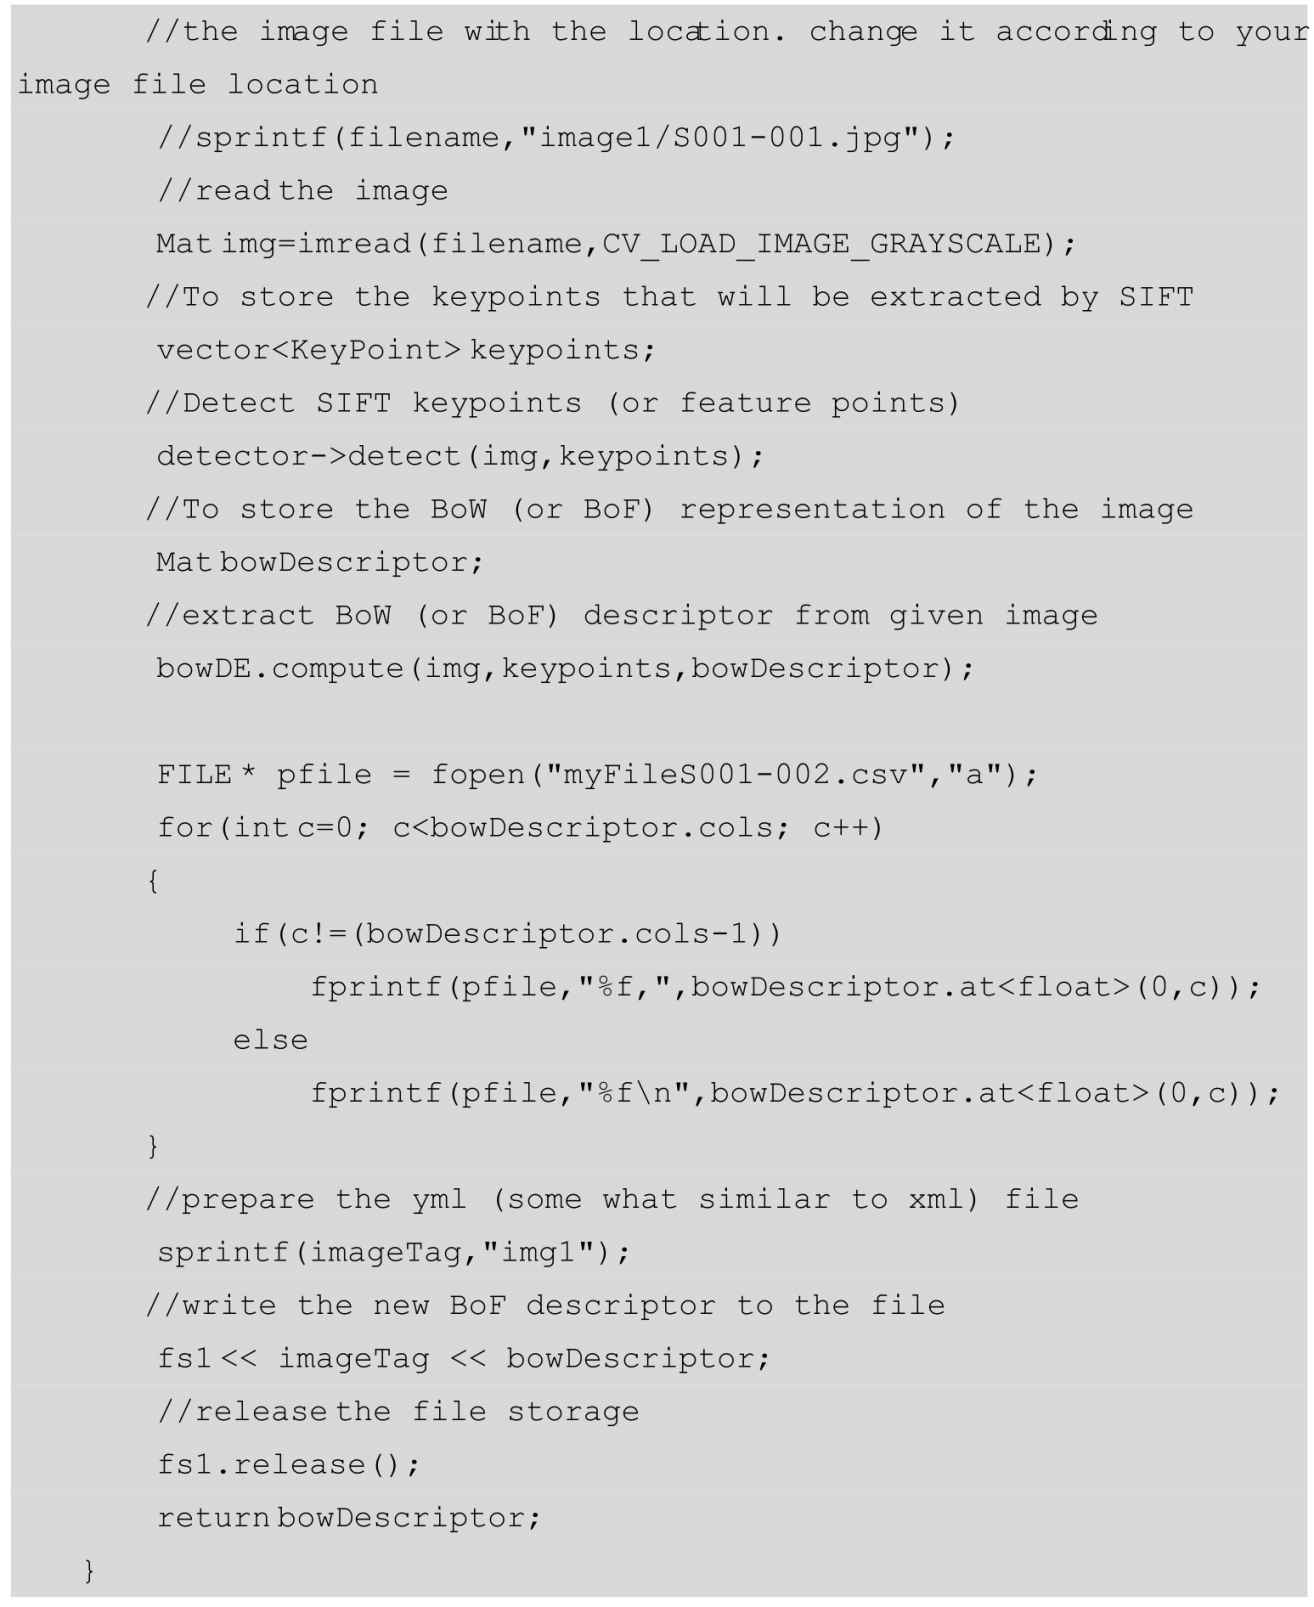 //the image file with the location. change it according to your
image file location
//sprintf(filename,"image1/S001-001.jpg");
//read the image
Mat img=imread(filename,CV_LOAD_IMAGE_GRAYSCALE);
//To store the keypoints that will be extracted by SIFT
vector<KeyPoint> keypoints;
//Detect SIFT keypoints (or feature points)
detector->detect(img,keypoints);
//To store the BoW (or BoF) representation of the image
Mat bowDescriptor;
//extract BoW (or BoF) descriptor from given image
bowDE.compute(img,keypoints,bowDescriptor);
FILE * pfile = fopen("myFileS001-002.csv","a");
for(int c=0; c<bowDescriptor.cols; c++)
{
if(c!=(bowDescriptor.cols-1))
fprintf(pfile,"%f,",bowDescriptor.at<float>(0,c));
else
fprintf(pfile,"%f\n",bowDescriptor.at<float>(0,c));
}
//prepare the yml (some what similar to xml) file
sprintf(imageTag,"img1");
//write the new BoF descriptor to the file
fs1 << imageTag << bowDescriptor;
//release the file storage
fs1.release();
return bowDescriptor;
}